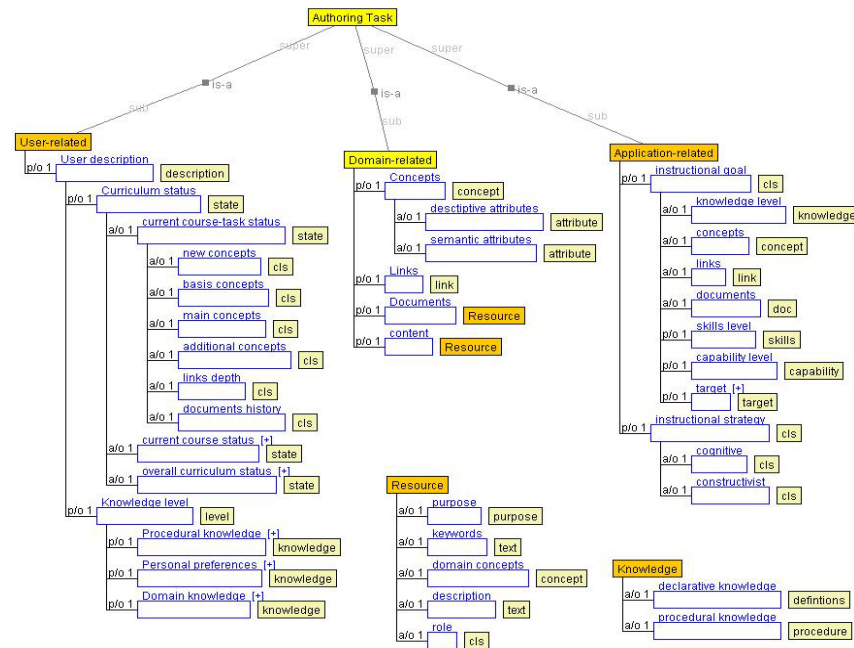 Authoring Task
super super super
is-a is-a is-a
sub sub sub
User-related
p/o 1 User description description
p/o 1 Curriculum status state
a/o 1 current course-task status state
a/o 1 new concepts cls
a/o 1 basis concepts cls
a/o 1 main concepts cls
a/o 1 additional concepts cls
a/o 1 links depth cls
a/o 1 documents history cls
a/o 1 current course status [+] state
a/o 1 overall curriculum status [+] state
p/o 1 Knowledge level level
p/o 1 Procedural knowledge [+] knowledge
p/o 1 Personal preferences [+] knowledge
p/o 1 Domain knowledge [+] knowledge
Domain-related
p/o 1 Concepts concept
a/o 1 desctiptive attributes attribute
a/o 1 semantic attributes attribute
p/o 1 Links link
p/o 1 Documents Resource
p/o 1 content Resource
Application-related
p/o 1 instructional goal cls
a/o 1 knowledge level knowledge
a/o 1 concepts concept
a/o 1 links link
a/o 1 documents doc
p/o 1 skills level skills
p/o 1 capability level capability
p/o 1 target [+] target
p/o 1 instructional strategy cls
a/o 1 cognitive cls
a/o 1 constructivist cls
Resource
a/o 1 purpose purpose
a/o 1 keywords text
a/o 1 domain concepts concept
a/o 1 description text
a/o 1 role cls
Knowledge
a/o 1 declarative knowledge defintions
a/o 1 procedural knowledge procedure